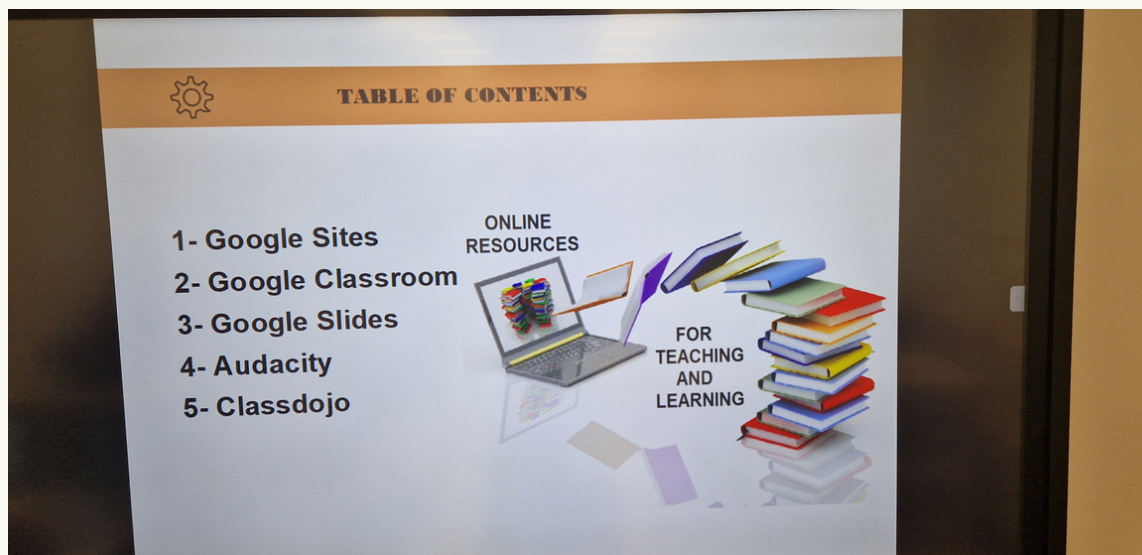 TABLE OF CONTENTS
1- Google Sites
2- Google Classroom
3- Google Slides
4- Audacity
5- Classdojo
ONLINE
RESOURCES
FOR
TEACHING
AND
LEARNING